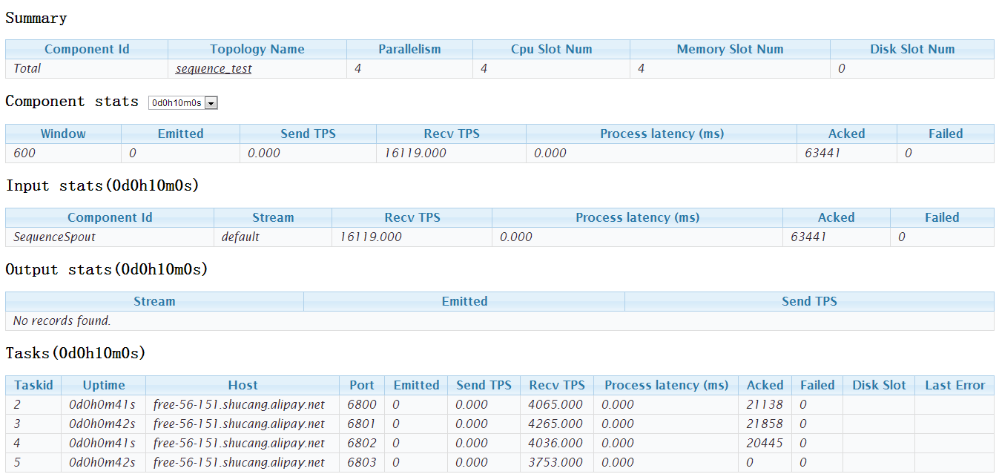 Summary
Component Id Topology Name Parallelism Cpu Slot Num Memory Slot Num Disk Slot Num
Total sequence_test 4 4 4 0
Component stats 0d0h10m0s
Window Emitted Send TPS Recv TPS Process latency (ms) Acked Failed
600 0 0.000 16119.000 0.000 63441 0
Input stats(0d0h10m0s)
Component Id Stream Recv TPS Process latency (ms) Acked Failed
SequenceSpout default 16119.000 0.000 63441 0
Output stats(0d0h10m0s)
Stream Emitted Send TPS
No records found.
Tasks(0d0h10m0s)
Taskid Uptime Host Port Emitted Send TPS Recv TPS Process latency (ms) Acked Failed Disk Slot Last Error
2 0d0h0m41s free-56-151.shucang.alipay.net 6800 0 0.000 4065.000 0.000 21138 0
3 0d0h0m42s free-56-151.shucang.alipay.net 6801 0 0.000 4265.000 0.000 21858 0
4 0d0h0m41s free-56-151.shucang.alipay.net 6802 0 0.000 4036.000 0.000 20445 0
5 0d0h0m42s free-56-151.shucang.alipay.net 6803 0 0.000 3753.000 0.000 0 0